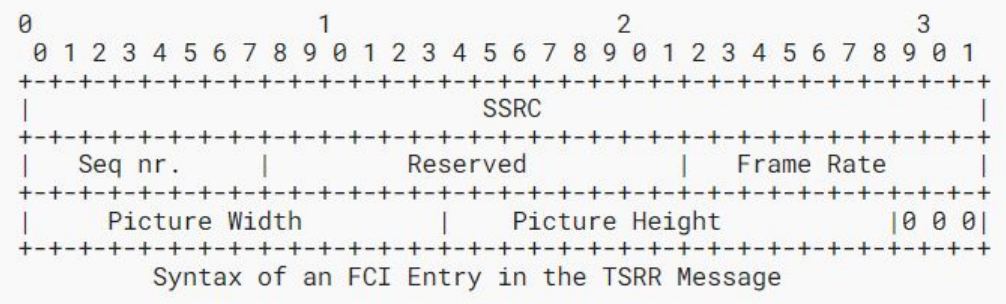 0                   1                   2                   3
 0 1 2 3 4 5 6 7 8 9 0 1 2 3 4 5 6 7 8 9 0 1 2 3 4 5 6 7 8 9 0 1
+-+-+-+-+-+-+-+-+-+-+-+-+-+-+-+-+-+-+-+-+-+-+-+-+-+-+-+-+-+-+-+-+
|                              SSRC                             |
+-+-+-+-+-+-+-+-+-+-+-+-+-+-+-+-+-+-+-+-+-+-+-+-+-+-+-+-+-+-+-+-+
|   Seq nr.     |         Reserved          |   Frame Rate      |
+-+-+-+-+-+-+-+-+-+-+-+-+-+-+-+-+-+-+-+-+-+-+-+-+-+-+-+-+-+-+-+-+
|     Picture Width         |    Picture Height           |0 0 0|
+-+-+-+-+-+-+-+-+-+-+-+-+-+-+-+-+-+-+-+-+-+-+-+-+-+-+-+-+-+-+-+-+
        Syntax of an FCI Entry in the TSRR Message